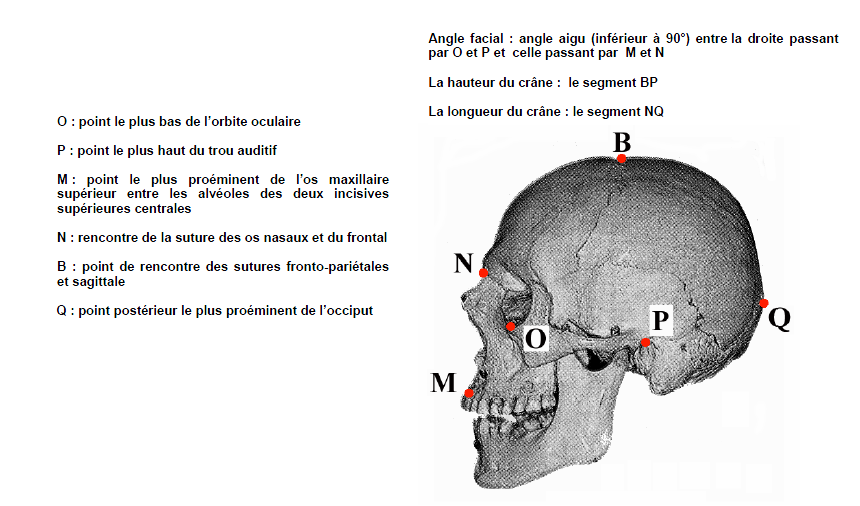 Angle facial : angle aigu (inférieur à 90°) entre la droite passant
par O et P et celle passant par M et N
La hauteur du crâne : le segment BP
La longueur du crâne : le segment NQ
O : point le plus bas de l'orbite oculaire
P : point le plus haut du trou auditif
M : point le plus proéminent de l'os maxillaire
supérieur entre les alvéoles des deux incisives
supérieures centrales
N : rencontre de la suture des os nasaux et du frontal
B : point de rencontre des sutures fronto-pariétales
et sagittale
Q : point postérieur le plus proéminent de l'occiput
B
N
Q
P
O
M